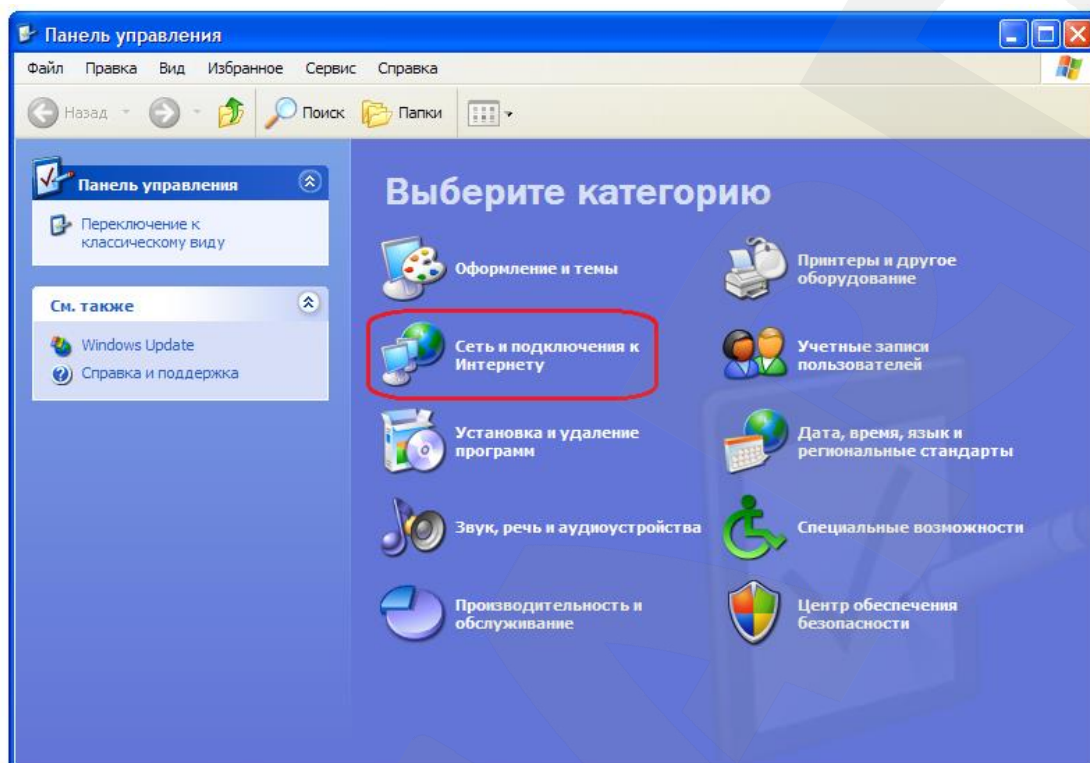 Панель управления
Файл Правка Вид Избранное Сервис Справка
Назад Поиск Папки
Панель управления
Переключение к
классическому виду
См. также
Windows Update
Справка и поддержка
Выберите категорию
Оформление и темы
Принтеры и другое
оборудование
Сеть и подключения к
Интернету
Учетные записи
пользователей
Установка и удаление
программ
Дата, время, язык и
региональные стандарты
Звук, речь и аудиоустройства
Специальные возможности
Производительность и
обслуживание
Центр обеспечения
безопасности